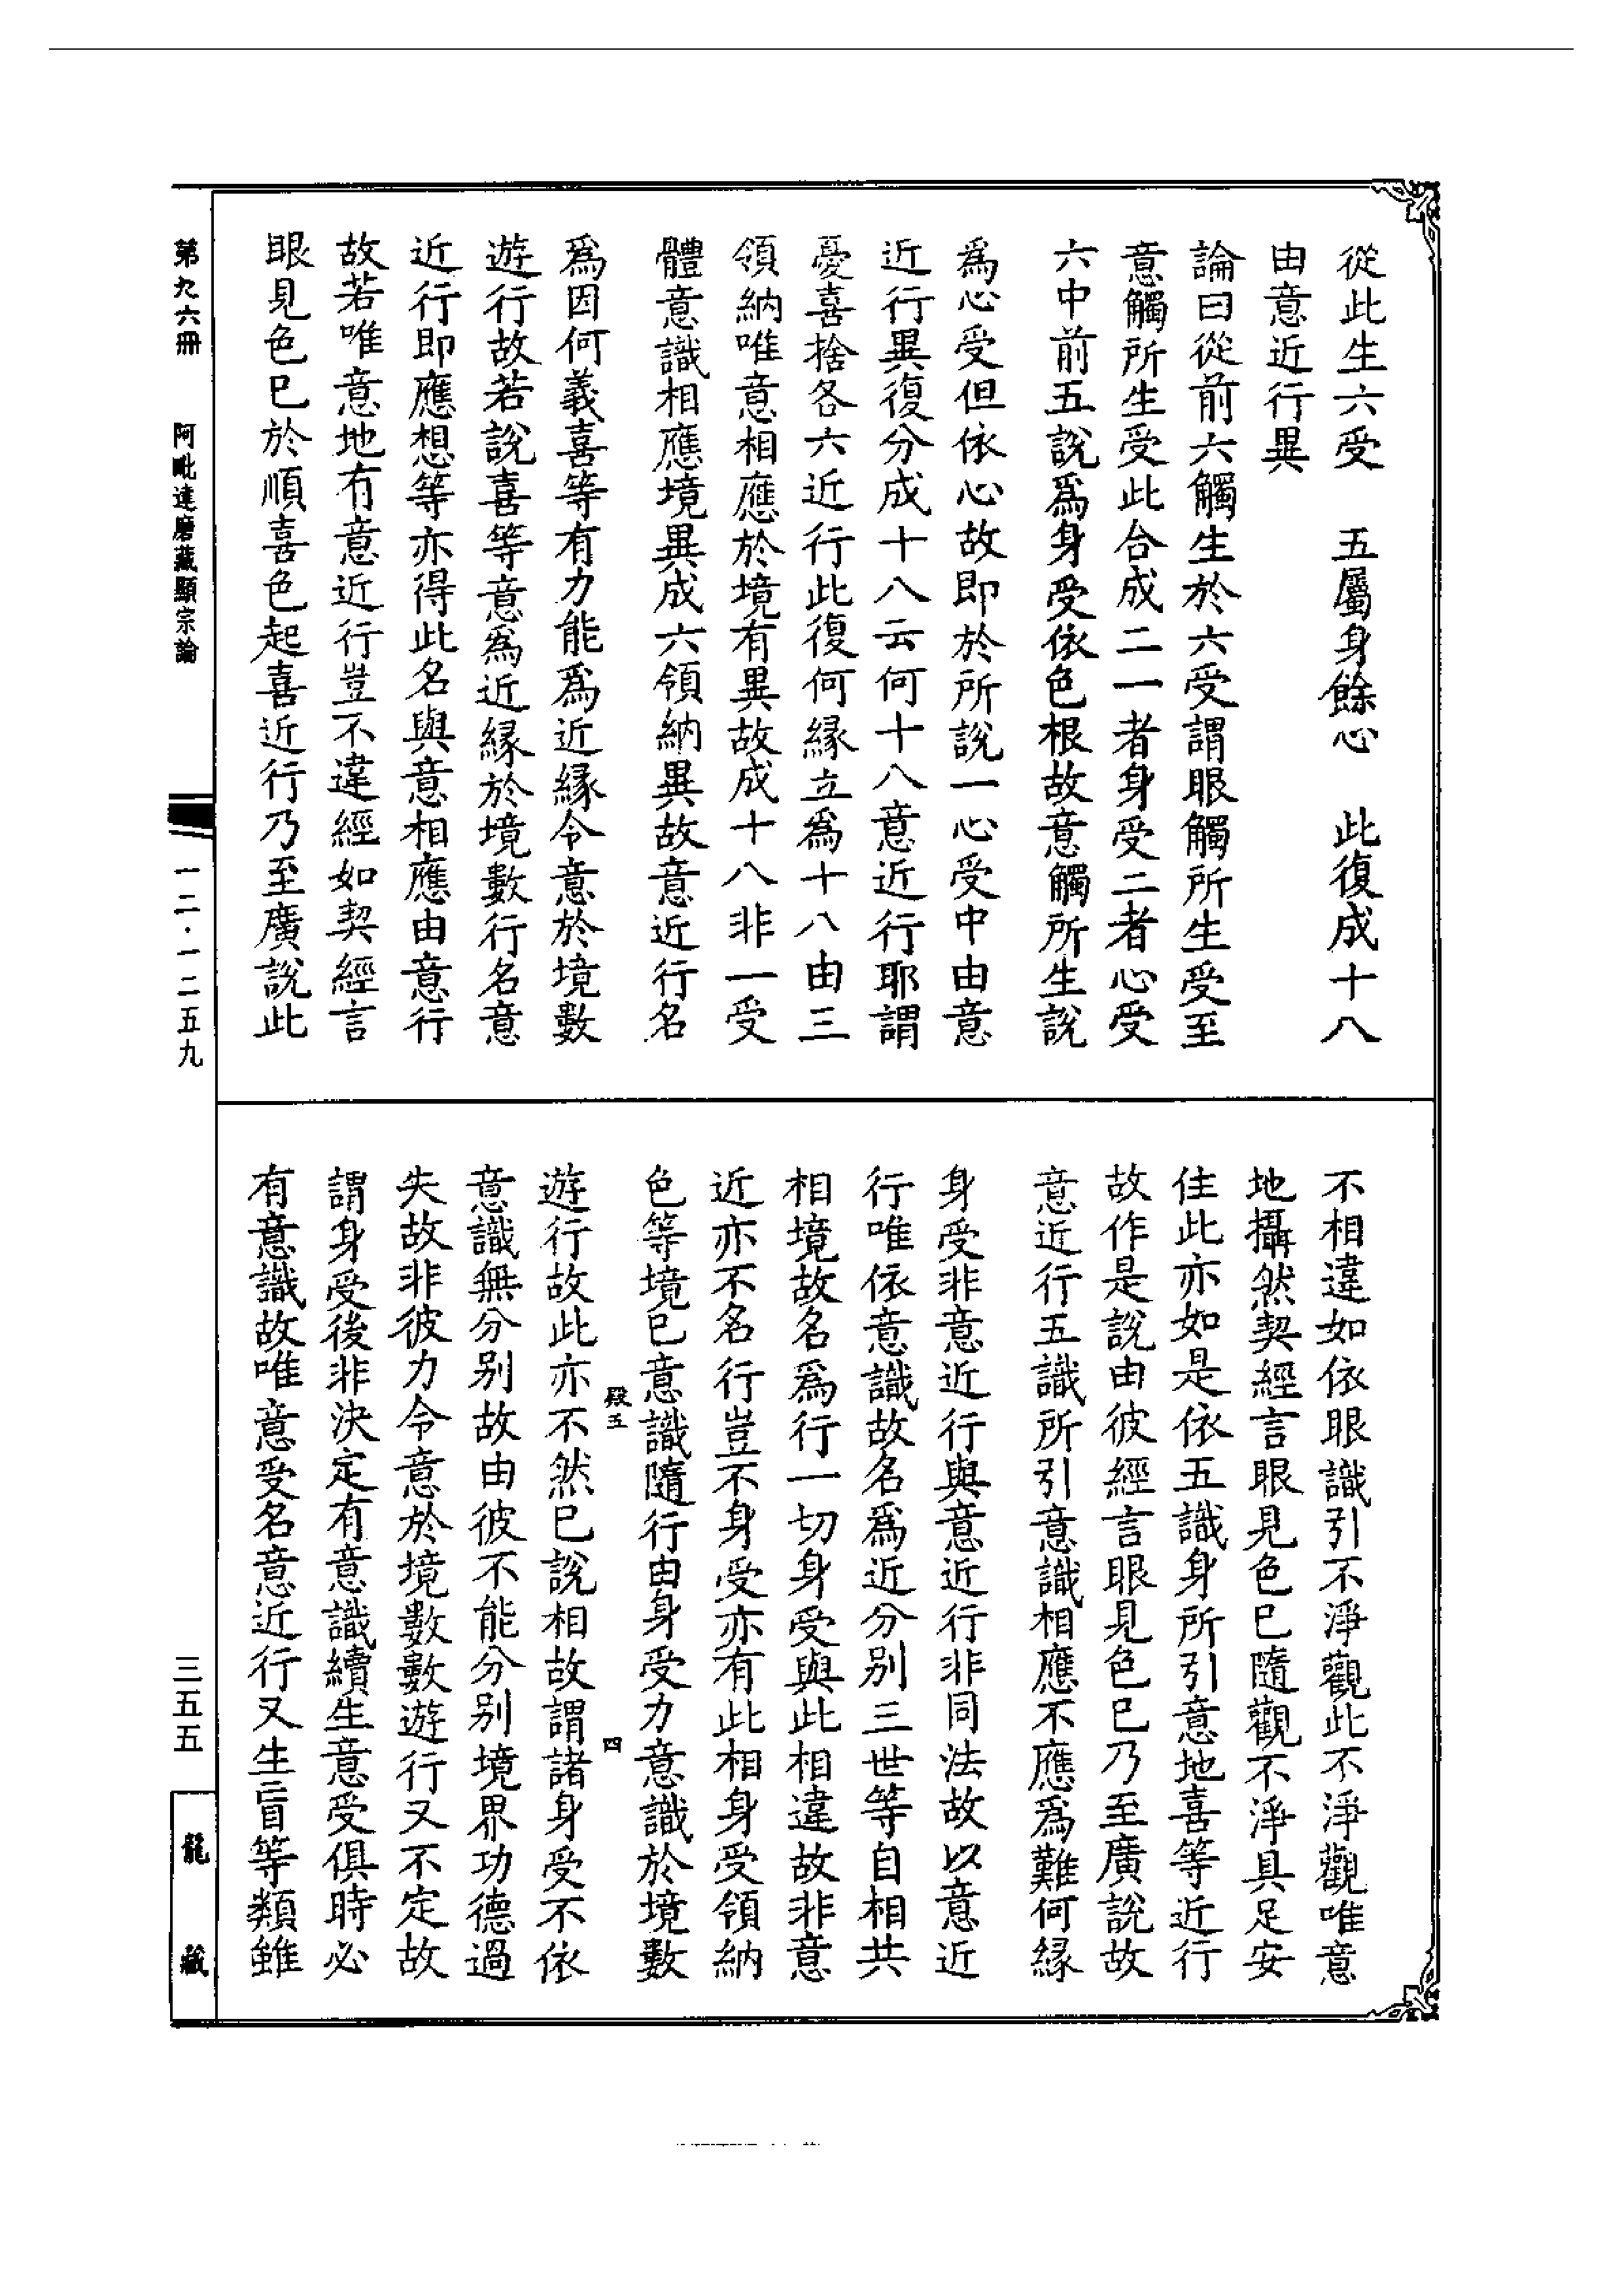 從此生六受　五屬身餘心　此復成十八
由意近行異
論曰從前六觸生於六受謂眼觸所生受至
意觸所生受此合成二一者身受二者心受
六中前五說爲身受依色根故意觸所生說
爲心受但依心故即於所說一心受中由意
近行異復分成十八云何十八意近行耶謂
憂喜捨各六近行此復何縁立爲十八由三
領納唯意相應於境有異故成十八非一受
體意識相應境異成六領納異故意近行名
爲因何義喜等有力能爲近縁令意於境數
遊行故若說喜等意爲近縁於境數行名意
近行即應想等亦得此名與意相應由意行
故若唯意地有意近行豈不違經如契經言
眼見色已於順喜色起喜近行乃至廣說此
不相違如依眼識引不淨觀此不淨觀唯意
地攝然契經言眼見色已隨觀不淨具足安
住此亦如是依五識身所引意地喜等近行
故作是說由彼經言眼見色已乃至廣說故
意近行五識所引意識相應不應爲難何縁
身受非意近行與意近行非同法故以意近
行唯依意識故名爲近分別三世等自相共
相境故名爲行一切身受與此相違故非意
近亦不名行豈不身受亦有此相身受領納
色等境已意識隨行由身受力意識於境數
殿五　四
遊行故此亦不然已說相故謂諸身受不依
意識無分别故由彼不能分别境界功德過
失故非彼力令意於境數數遊行又不定故
謂身受後非決定有意識續生意受俱時必
有意識故唯意受名意近行又生盲等類雖
第九六冊　阿毗達磨藏顯宗論
一二·一二五九
三五五
龍藏